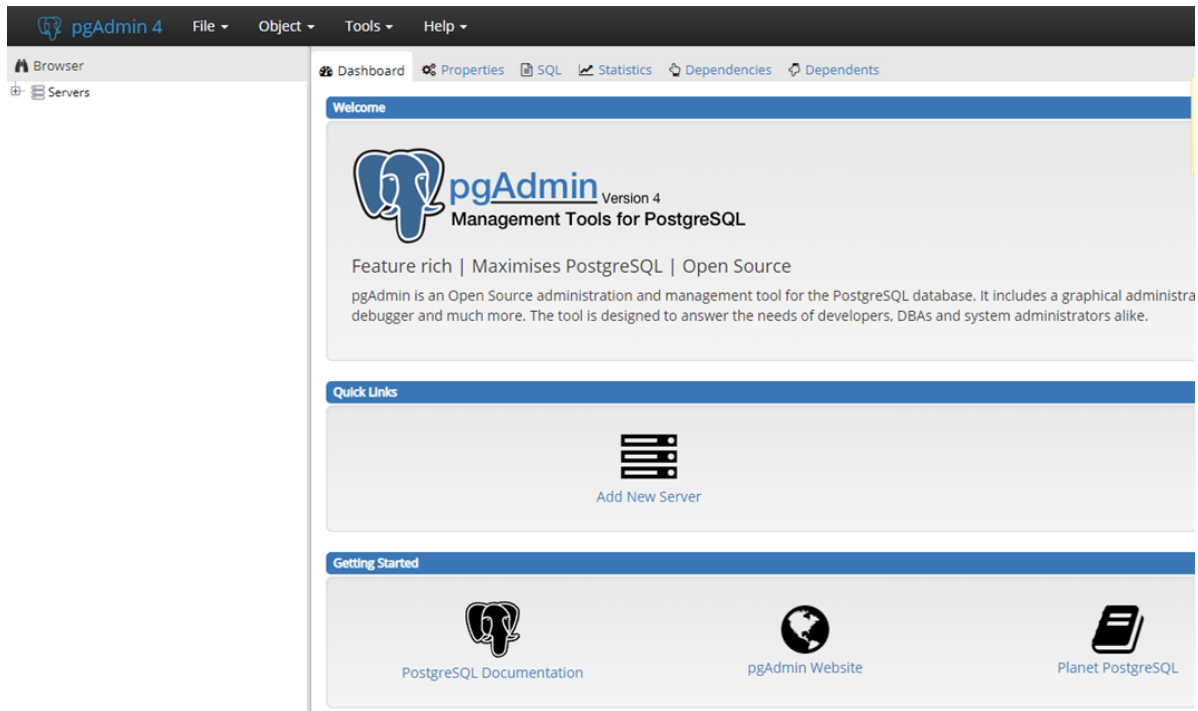 pgAdmin 4 File Object Tools Help
Browser
Servers
Dashboard Properties SQL Statistics Dependencies Dependents
Welcome
pgAdmin Version 4
Management Tools for PostgreSQL
Feature rich | Maximises PostgreSQL | Open Source
pgAdmin is an Open Source administration and management tool for the PostgreSQL database. It includes a graphical administra
debugger and much more. The tool is designed to answer the needs of developers, DBAs and system administrators alike.
Quick Links
Add New Server
Getting Started
PostgreSQL Documentation pgAdmin Website Planet PostgreSQL